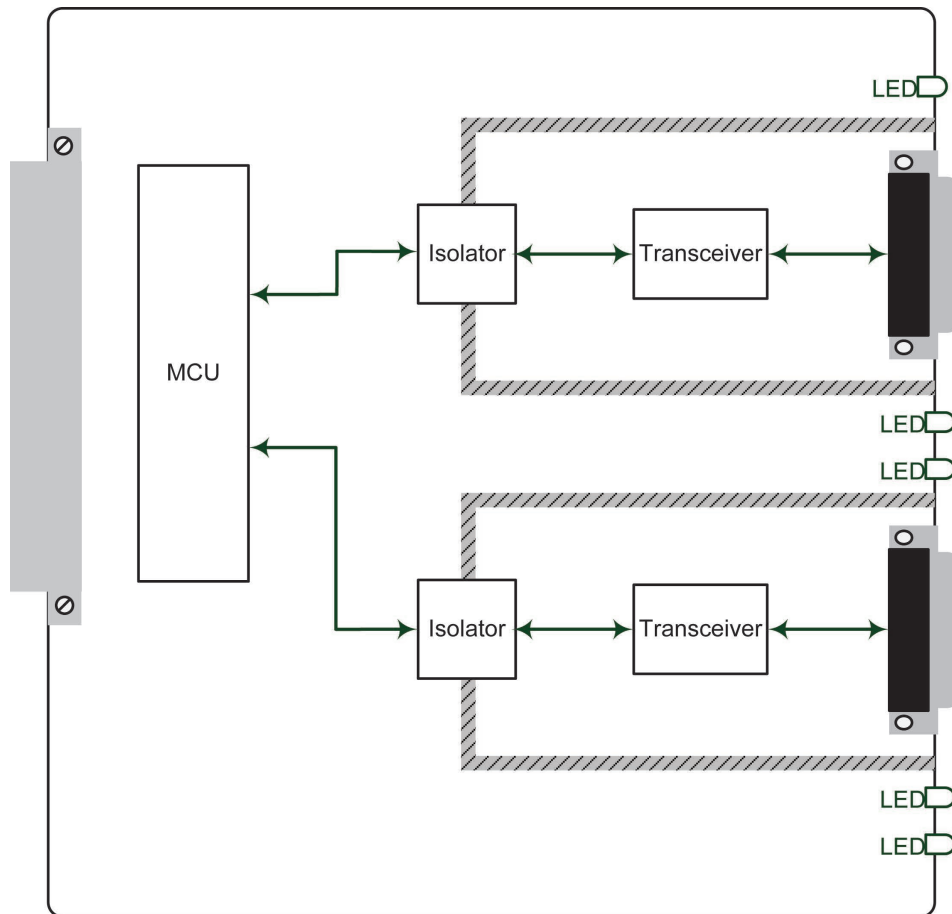 LED
Isolator
Transceiver
MCU
LED
LED
Isolator
Transceiver
LED
LED